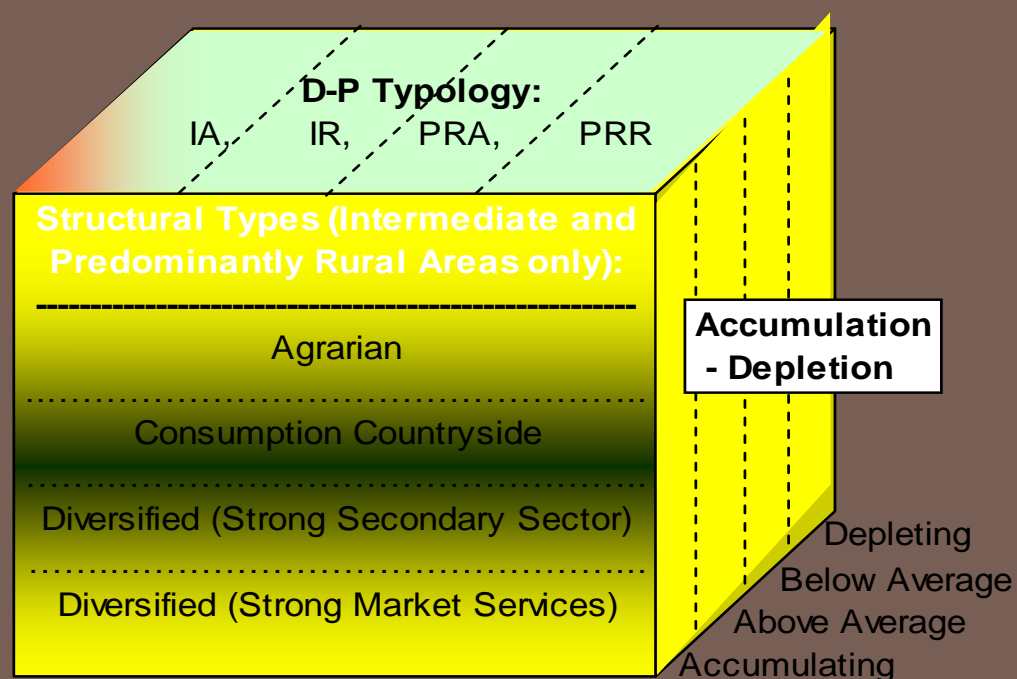 D-P Typology:
IA, IR, PRA, PRR
Structural Types (Intermediate and
Predominantly Rural Areas only):
Agrarian
Consumption Countryside
Diversified (Strong Secondary Sector)
Diversified (Strong Market Services)
Accumulation
- Depletion
Depleting
Below Average
Above Average
Accumulating